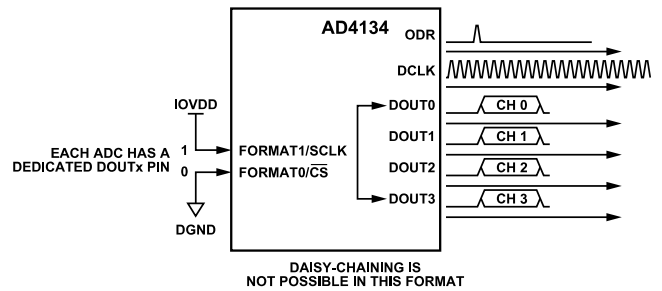 AD4134
ODR
DCLK
IOVDD
DOUT0
CH 0
EACH ADC HAS A
DEDICATED DOUTx PIN
1
0
FORMAT1/SCLK
FORMAT0/CS
DOUT1
CH 1
DOUT2
CH 2
DOUT3
CH 3
DGND
DAISY-CHAINING IS
NOT POSSIBLE IN THIS FORMAT